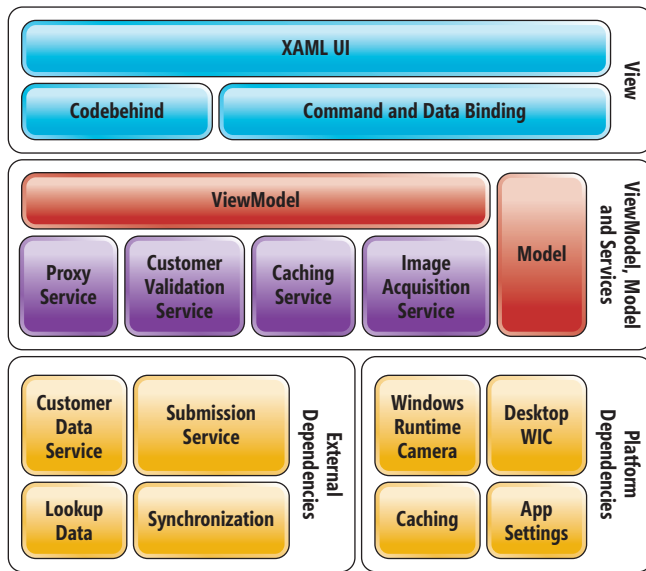 XAML UI
Codebehind
Command and Data Binding
View
ViewModel
Model
Proxy
Service
Customer
Validation
Service
Caching
Service
Image
Acquisition
Service
ViewModel, Model
and Services
Customer
Data
Service
Submission
Service
Lookup
Data
Synchronization
External
Dependencies
Windows
Runtime
Camera
Desktop
WIC
Caching
App
Settings
Platform
Dependencies